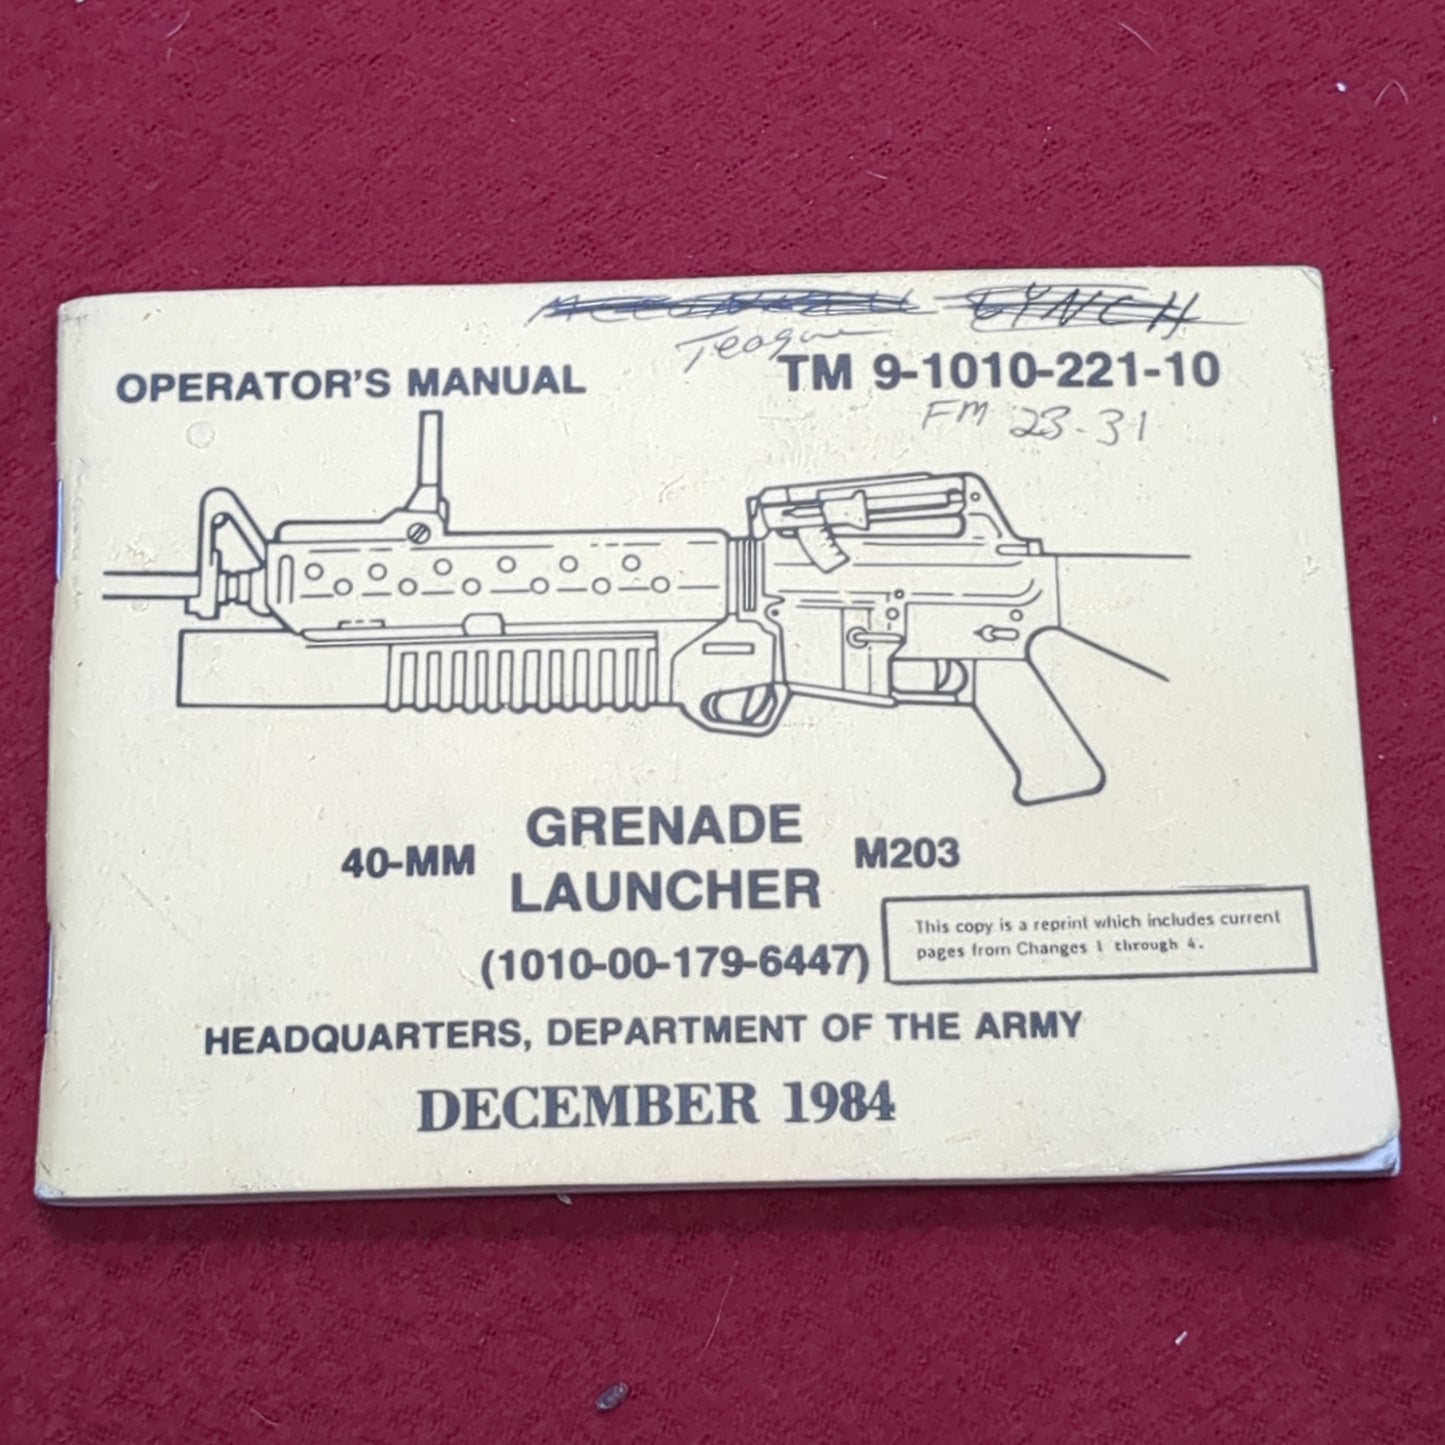 LYNCH
Teague
OPERATOR'S MANUAL TM 9-1010-221-10
FM 23-31
40-MM GRENADE LAUNCHER M203
(1010-00-179-6447)
This copy is a reprint which includes current
pages from Changes 1 through 4.
HEADQUARTERS, DEPARTMENT OF THE ARMY
DECEMBER 1984